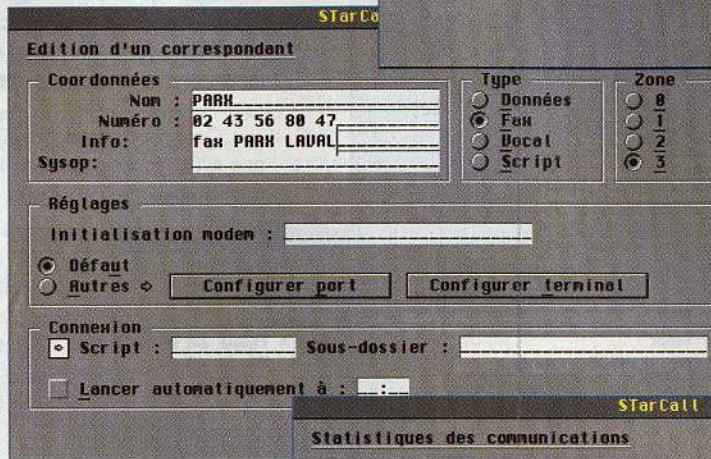 STarCa
Edition d'un correspondant
Coordonnées
Nom : PARX
Numéro : 02 43 56 80 47
Info: fax PARX LAVAL
Sysop:
Type
Données
Fax
Vocal
Script
Zone
0
1
2
3
Réglages
Initialisation modem :
Défaut
Autres
Configurer port
Configurer terminal
Connexion
Script :
Sous-dossier :
Lancer automatiquement à : __:__
STarCall
Statistiques des communications